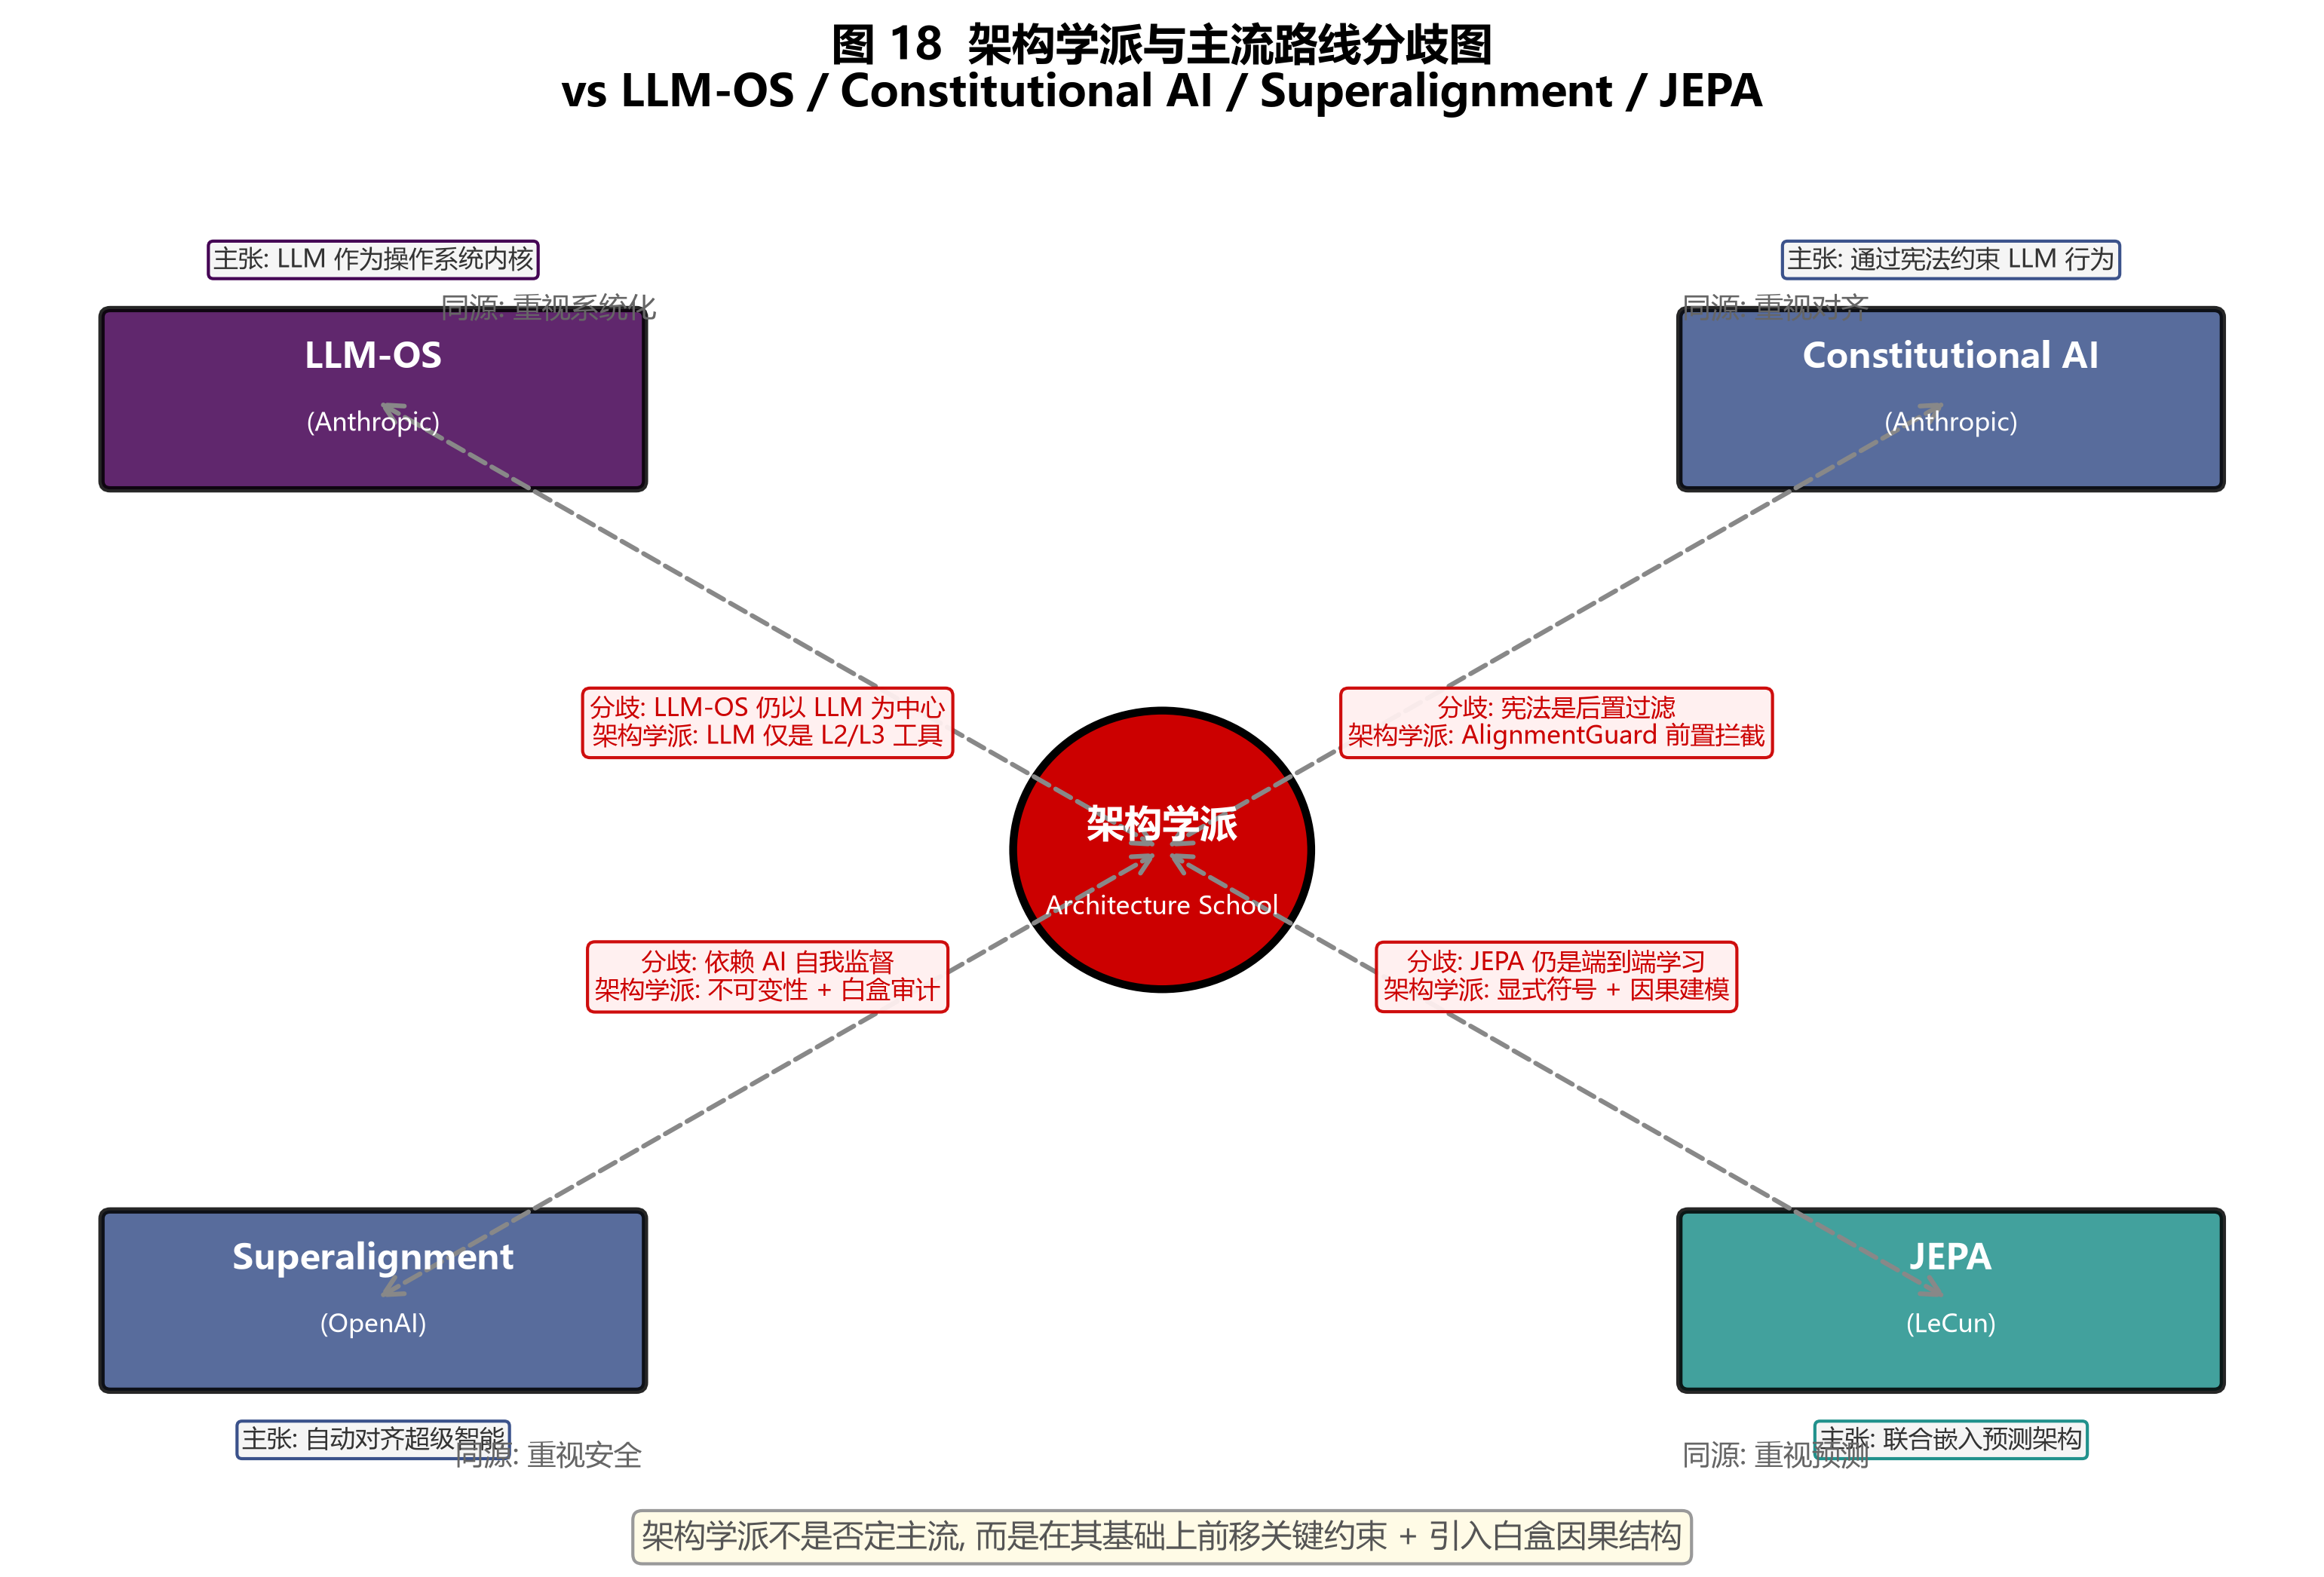 图 18 架构学派与主流路线分歧图
vs LLM-OS / Constitutional AI / Superalignment / JEPA
主张: LLM 作为操作系统内核
同源: 重视系统化
LLM-OS
(Anthropic)
主张: 通过宪法约束 LLM 行为
同源: 重视对齐
Constitutional AI
(Anthropic)
分歧: LLM-OS 仍以 LLM 为中心
架构学派: LLM 仅是 L2/L3 工具
分歧: 宪法是后置过滤
架构学派: AlignmentGuard 前置拦截
架构学派
Architecture School
分歧: 依赖 AI 自我监督
架构学派: 不可变性 + 白盒审计
分歧: JEPA 仍是端到端学习
架构学派: 显式符号 + 因果建模
Superalignment
(OpenAI)
主张: 自动对齐超级智能
同源: 重视安全
JEPA
(LeCun)
主张: 联合嵌入预测架构
同源: 重视预测
架构学派不是否定主流, 而是在其基础上前移关键约束 + 引入白盒因果结构